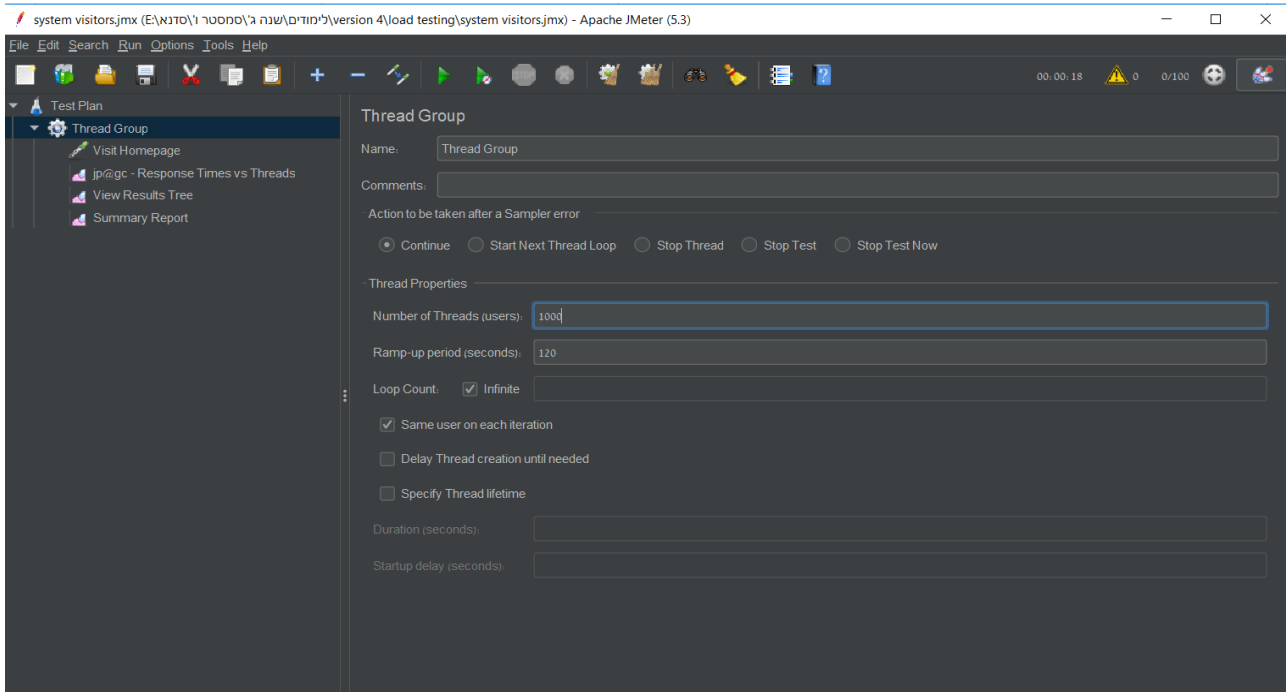 system visitors.jmx (E:\לימודים\שנה ג'\סמסטר ו'\סדנא\version 4\load testing\system visitors.jmx) - Apache JMeter (5.3)
File Edit Search Run Options Tools Help
STOP
00:00:18 0 0/100
Test Plan
Thread Group
Visit Homepage
jp@gc - Response Times vs Threads
View Results Tree
Summary Report
Thread Group
Name: Thread Group
Comments:
Action to be taken after a Sampler error
Continue Start Next Thread Loop Stop Thread Stop Test Stop Test Now
Thread Properties
Number of Threads (users): 1000
Ramp-up period (seconds): 120
Loop Count: Infinite
Same user on each iteration
Delay Thread creation until needed
Specify Thread lifetime
Duration (seconds):
Startup delay (seconds):